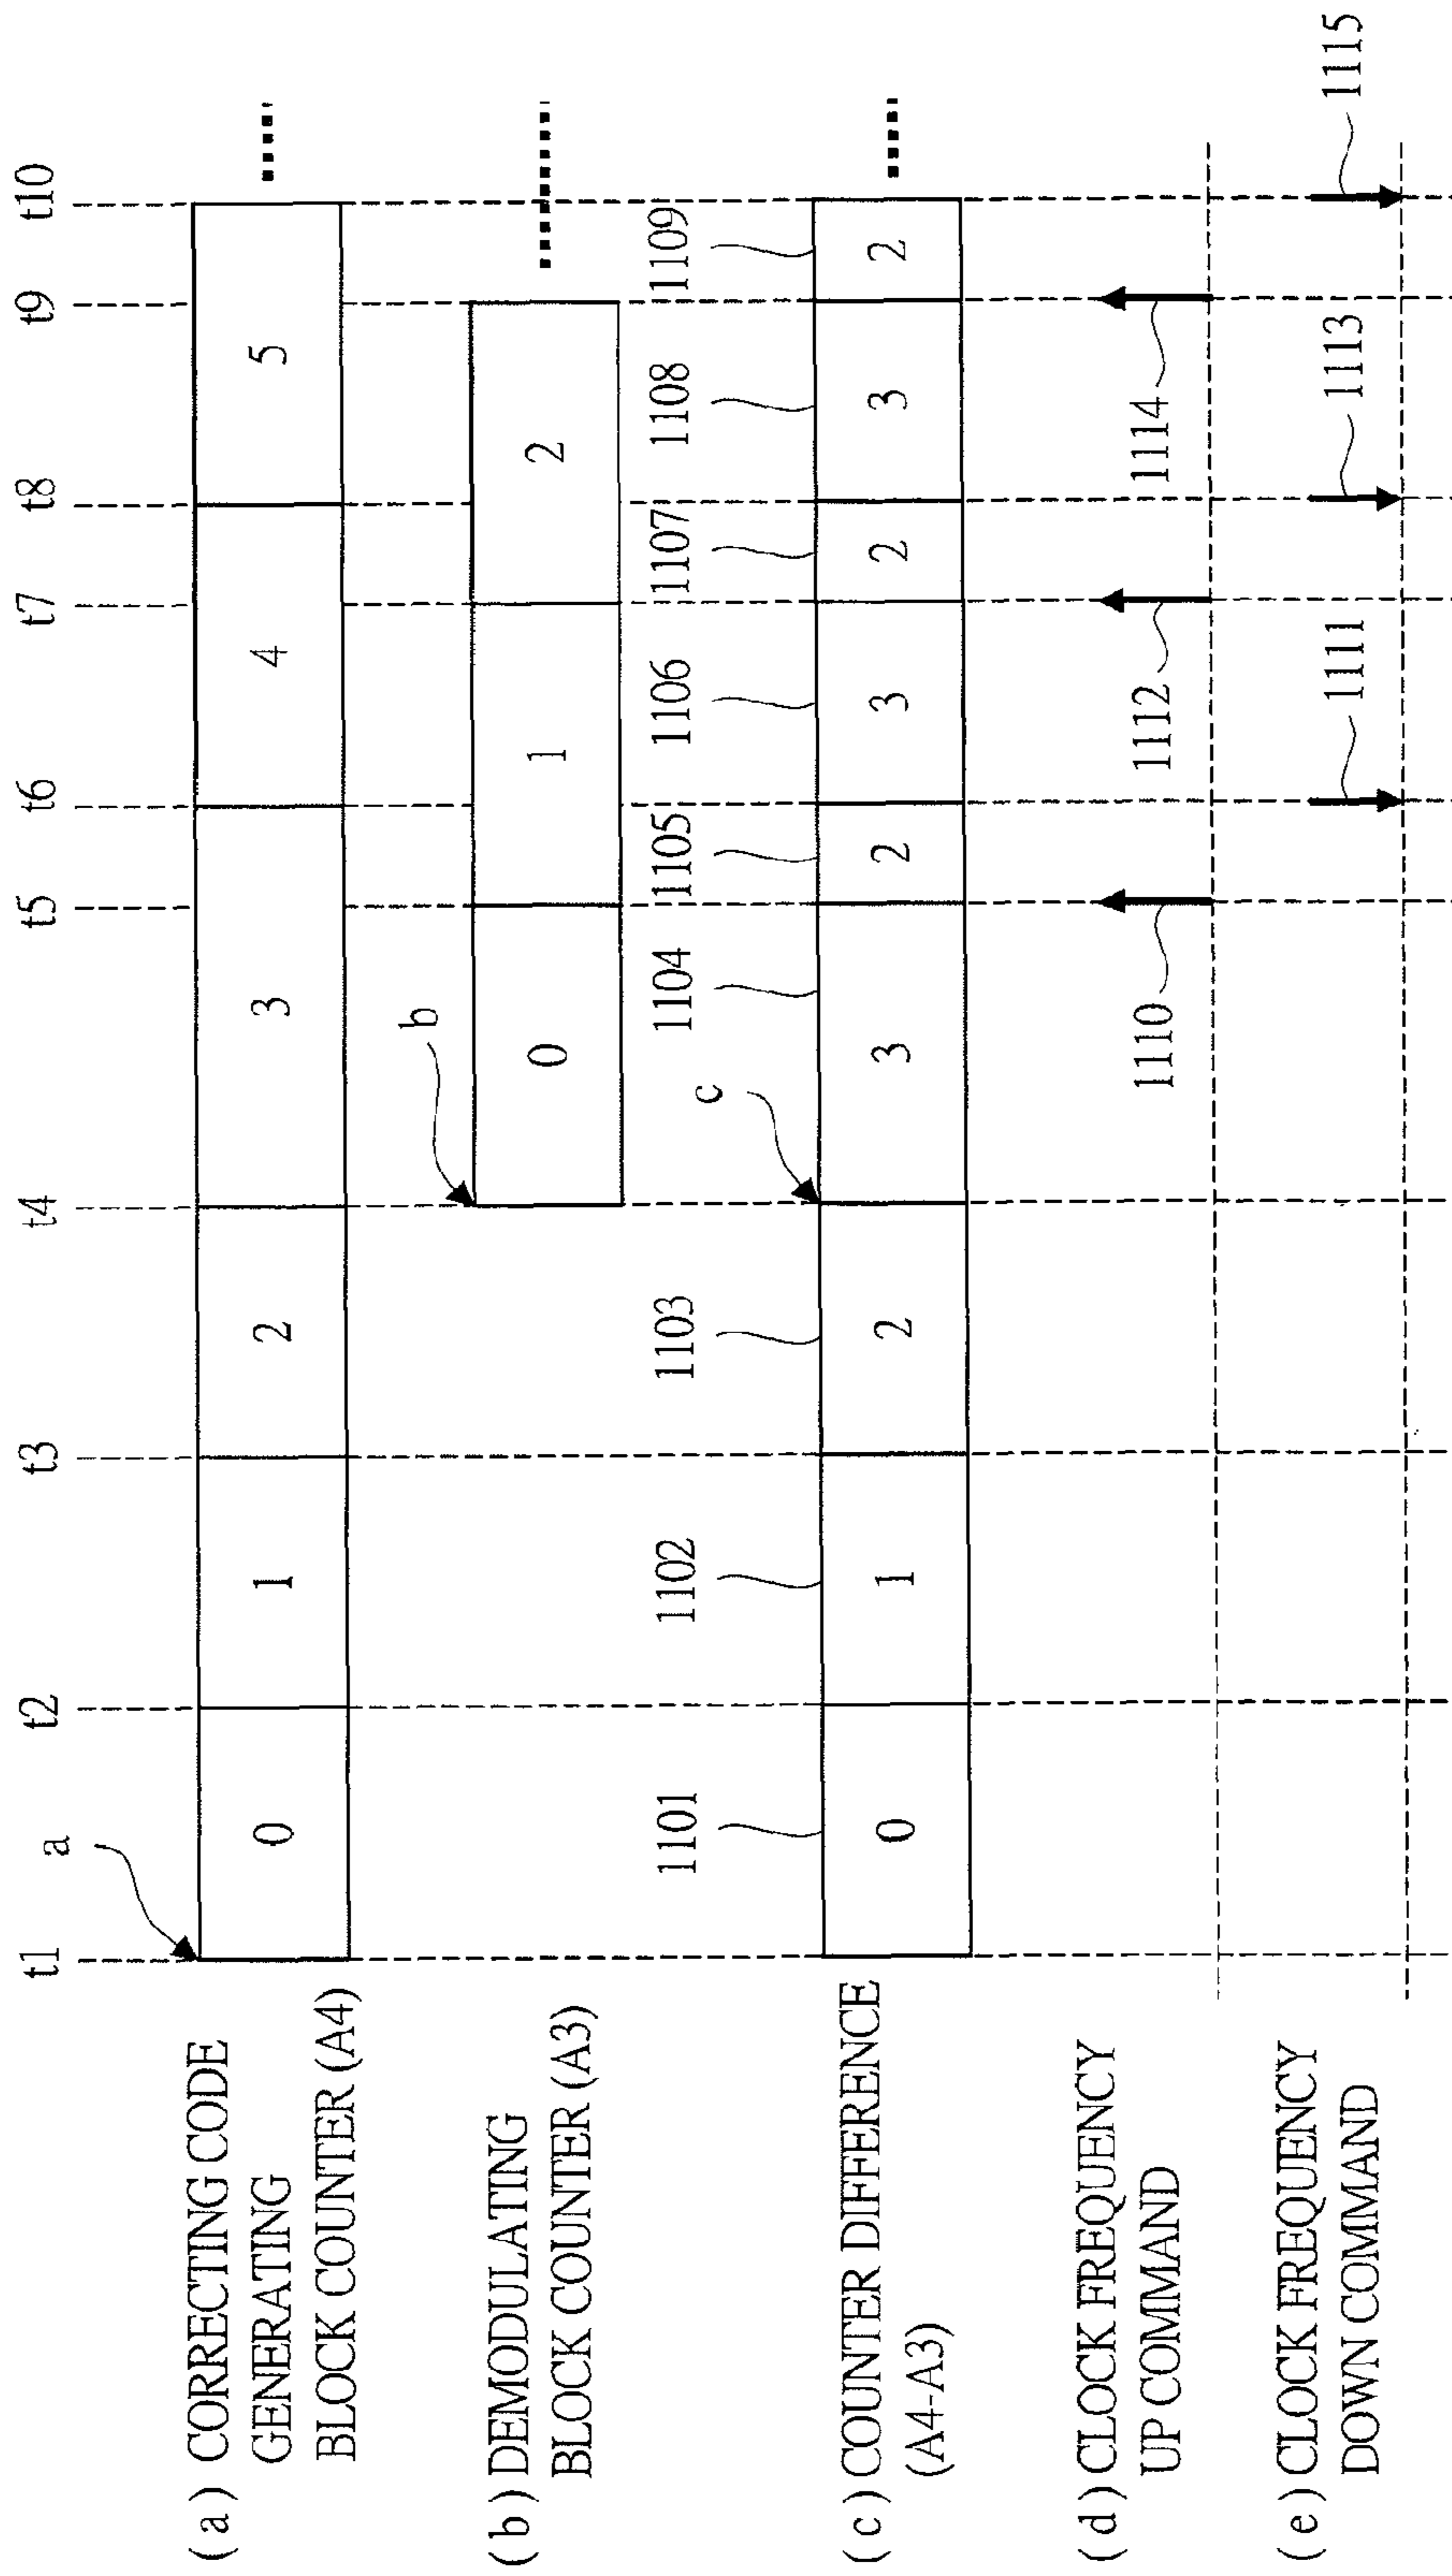 t1 t2 t3 t4 t5 t6 t7 t8 t9 t10
a
( a ) CORRECTING CODE
GENERATING
BLOCK COUNTER (A4)
0 1 2 3 4 5
b
( b ) DEMODULATING
BLOCK COUNTER (A3)
0 1 2
1101 1102 1103 c 1104 1105 1106 1107 1108 1109
( c ) COUNTER DIFFERENCE
(A4-A3)
0 1 2 3 2 3 2 3 2
( d ) CLOCK FREQUENCY
UP COMMAND
1110 1112 1114
( e ) CLOCK FREQUENCY
DOWN COMMAND
1111 1113 1115